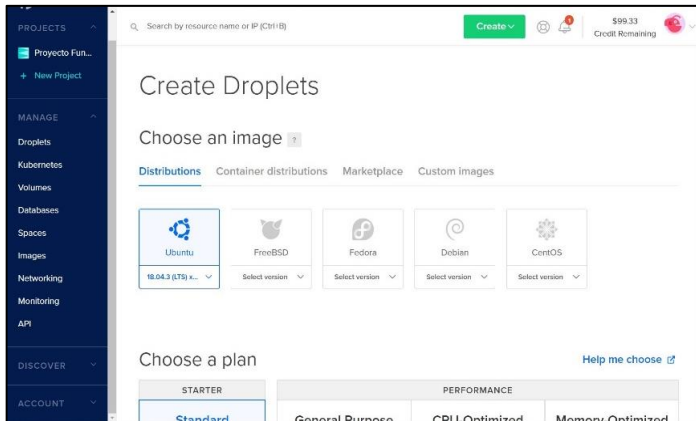 PROJECTS
Proyecto Fun...
+ New Project
MANAGE
Droplets
Kubernetes
Volumes
Databases
Spaces
Images
Networking
Monitoring
API
DISCOVER
ACCOUNT
Search by resource name or IP (Ctrl+B)
Create
$99.33
Credit Remaining
Create Droplets
Choose an image ?
Distributions Container distributions Marketplace Custom images
Ubuntu FreeBSD Fedora Debian CentOS
18.04.3 (LTS) x... Select version Select version Select version Select version
Choose a plan Help me choose
STARTER PERFORMANCE
Standard General Purpose CPU-Optimized Memory-Optimized